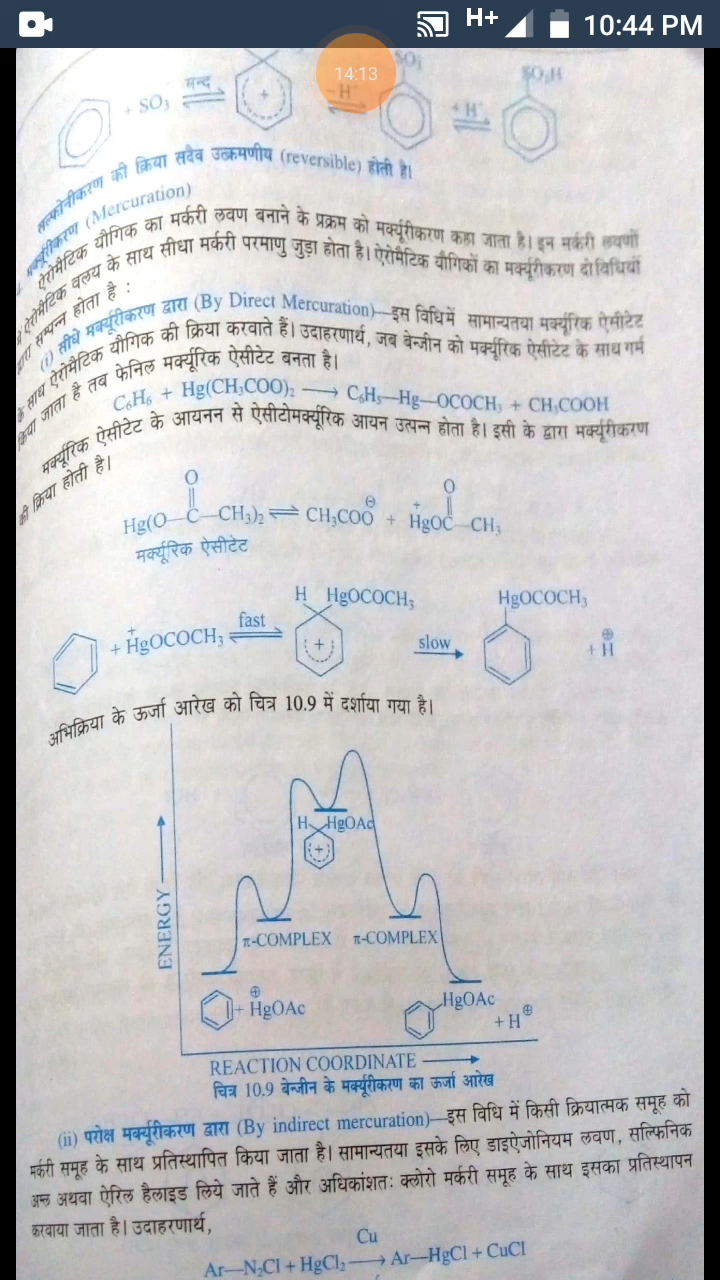 H+ 10:44 PM
14:13
+ SO₃ मन्द ⇌ −H⁺ ⇌ +H⁺ ⇌
SO₃H
सल्फोनीकरण की क्रिया सदैव उत्क्रमणीय (reversible) होती है।
मर्क्यूरीकरण (Mercuration)
ऐरोमैटिक यौगिक का मर्करी लवण बनाने के प्रक्रम को मर्क्यूरीकरण कहा जाता है। इन मर्करी लवणों
में ऐरोमैटिक वलय के साथ सीधा मर्करी परमाणु जुड़ा होता है। ऐरोमैटिक यौगिकों का मर्क्यूरीकरण दो विधियों
द्वारा सम्पन्न होता है :
(i) सीधे मर्क्यूरीकरण द्वारा (By Direct Mercuration)—इस विधि में, सामान्यतया मर्क्यूरिक ऐसीटेट
के साथ ऐरोमैटिक यौगिक की क्रिया करवाते हैं। उदाहरणार्थ, जब बेन्जीन को मर्क्यूरिक ऐसीटेट के साथ गर्म
किया जाता है तब फेनिल मर्क्यूरिक ऐसीटेट बनता है।
C₆H₆ + Hg(CH₃COO)₂ ⟶ C₆H₅—Hg—OCOCH₃ + CH₃COOH
मर्क्यूरिक ऐसीटेट के आयनन से ऐसीटोमर्क्यूरिक आयन उत्पन्न होता है। इसी के द्वारा मर्क्यूरीकरण
की क्रिया होती है।
O O
Hg(O—C—CH₃)₂ ⇌ CH₃COO⊖ + H⁺gOC—CH₃
मर्क्यूरिक ऐसीटेट
H HgOCOCH₃ HgOCOCH₃
+ H⁺gOCOCH₃ fast ⇌ + slow ⟶ + H⊕
अभिक्रिया के ऊर्जा आरेख को चित्र 10.9 में दर्शाया गया है।
H HgOAc
+
ENERGY ⟶
π-COMPLEX π-COMPLEX
+ H⊕gOAc
HgOAc
+ H⊕
REACTION COORDINATE ⟶
चित्र 10.9 बेन्जीन के मर्क्यूरीकरण का ऊर्जा आरेख
(ii) परोक्ष मर्क्यूरीकरण द्वारा (By indirect mercuration)—इस विधि में किसी क्रियात्मक समूह को
मर्करी समूह के साथ प्रतिस्थापित किया जाता है। सामान्यतया इसके लिए डाइऐजोनियम लवण, सल्फिनिक
अम्ल अथवा ऐरिल हैलाइड लिये जाते हैं और अधिकांशतः क्लोरो मर्करी समूह के साथ इसका प्रतिस्थापन
करवाया जाता है। उदाहरणार्थ,
Cu
Ar—N₂Cl + HgCl₂ ⟶ Ar—HgCl + CuCl